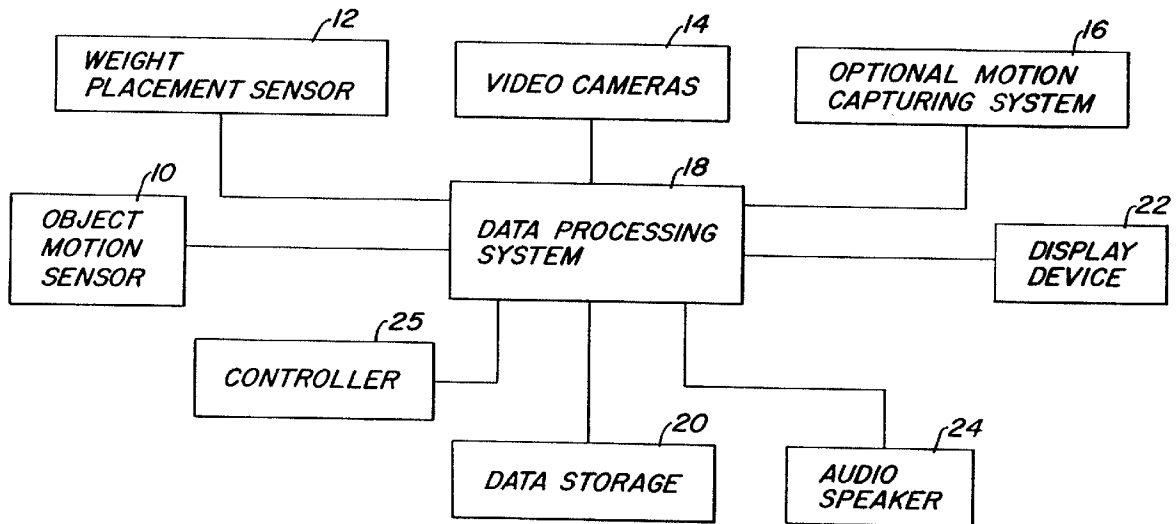 12
WEIGHT
PLACEMENT SENSOR
14
VIDEO CAMERAS
16
OPTIONAL MOTION
CAPTURING SYSTEM
10
OBJECT
MOTION
SENSOR
18
DATA PROCESSING
SYSTEM
22
DISPLAY
DEVICE
25
CONTROLLER
20
DATA STORAGE
24
AUDIO
SPEAKER